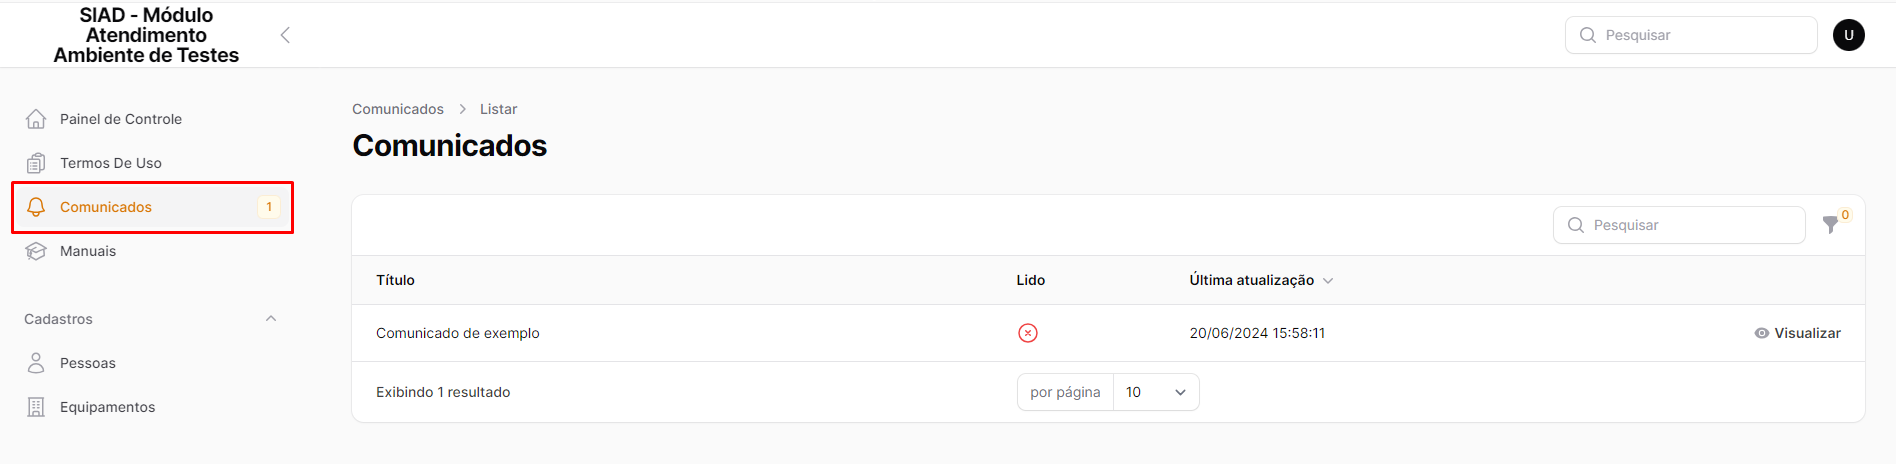 SIAD - Módulo
Atendimento
Ambiente de Testes
Pesquisar
U
Painel de Controle
Termos De Uso
Comunicados
1
Manuais
Cadastros
Pessoas
Equipamentos
Comunicados
Listar
Comunicados
Pesquisar
0
Título
Lido
Última atualização
Comunicado de exemplo
20/06/2024 15:58:11
Visualizar
Exibindo 1 resultado
por página
10